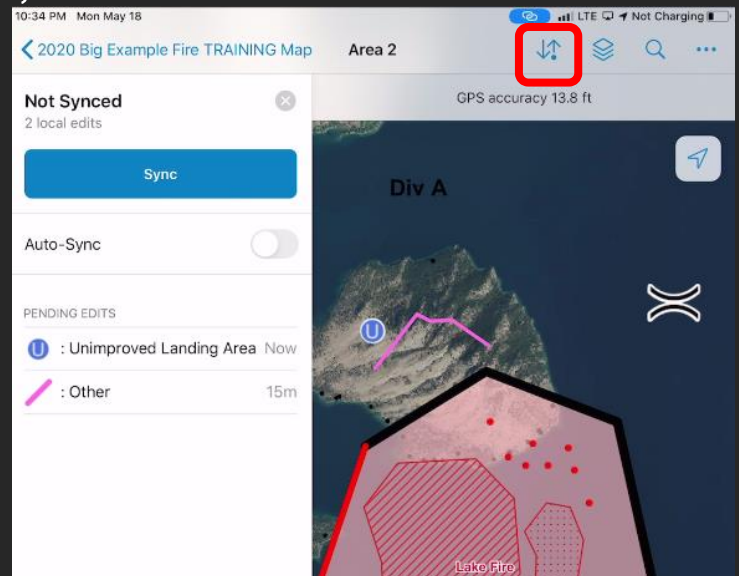 10:34 PM Mon May 18
LTE
Not Charging
2020 Big Example Fire TRAINING Map
Area 2
Not Synced
2 local edits
GPS accuracy 13.8 ft
Sync
Div A
Auto-Sync
PENDING EDITS
U : Unimproved Landing Area Now
U
: Other 15m
Lake Fire